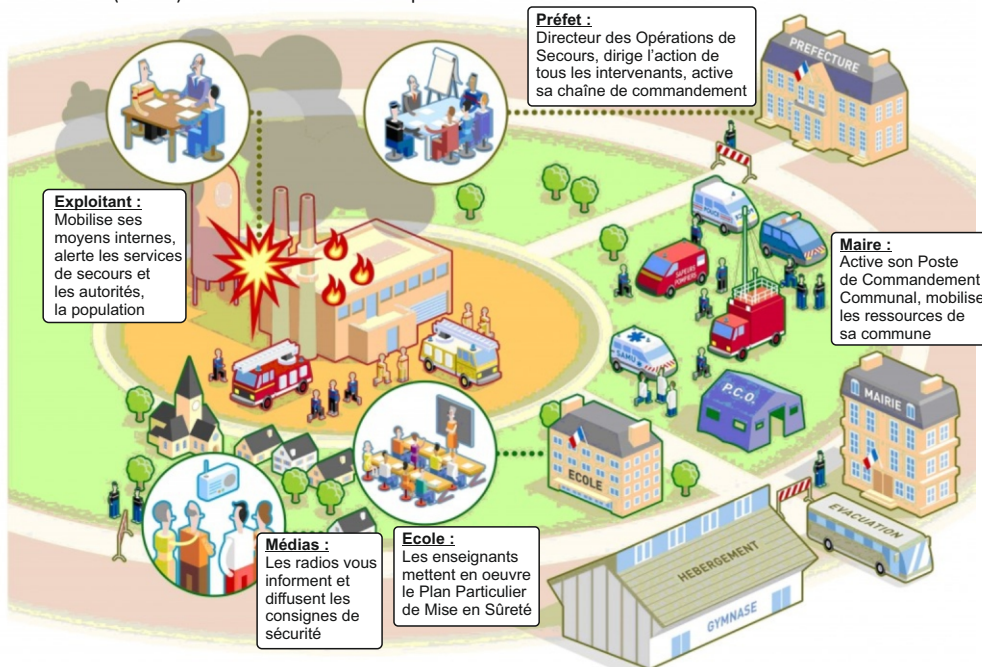 Préfet :
Directeur des Opérations de
Secours, dirige l'action de
tous les intervenants, active
sa chaîne de commandement
PREFECTURE
Exploitant :
Mobilise ses
moyens internes,
alerte les services
de secours et
les autorités,
la population
POLICE
SAPEURS
POMPIERS
Maire :
Active son Poste
de Commandement
Communal, mobilise
les ressources de
sa commune
SAMU
P.C.O.
MAIRIE
ECOLE
EVACUATION
HEBERGEMENT
GYMNASE
Médias :
Les radios vous
informent et
diffusent les
consignes de
sécurité
Ecole :
Les enseignants
mettent en oeuvre
le Plan Particulier
de Mise en Sûreté